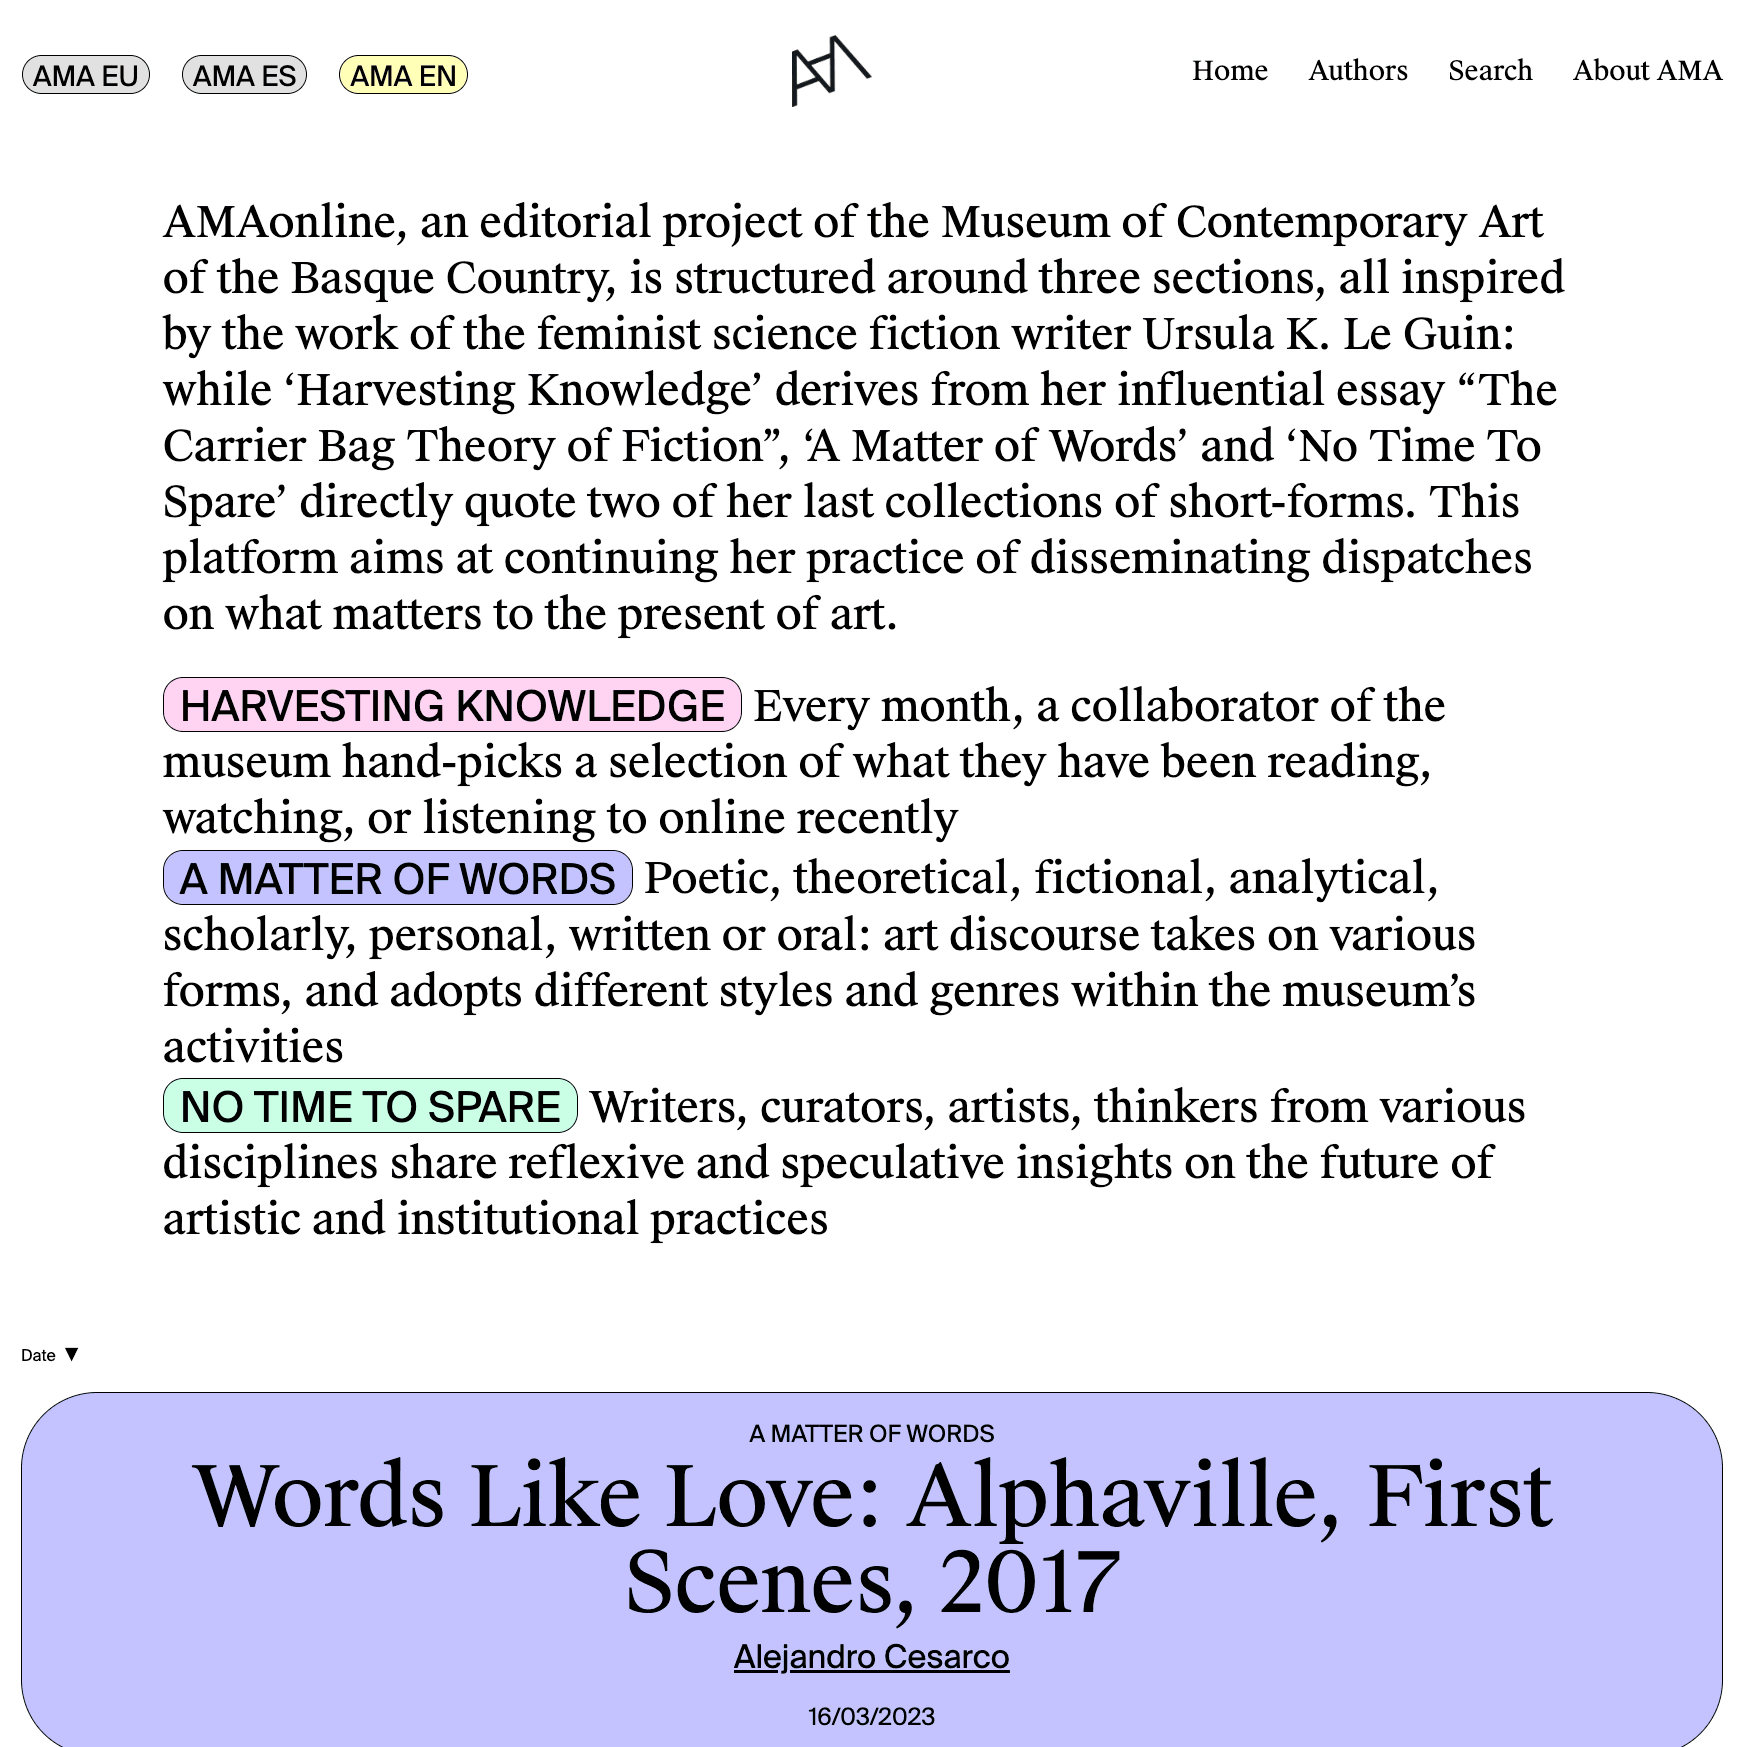 AMA EU
AMA ES
AMA EN
Home
Authors
Search
About AMA
AMAonline, an editorial project of the Museum of Contemporary Art
of the Basque Country, is structured around three sections, all inspired
by the work of the feminist science fiction writer Ursula K. Le Guin:
while ‘Harvesting Knowledge’ derives from her influential essay “The
Carrier Bag Theory of Fiction”, ‘A Matter of Words’ and ‘No Time To
Spare’ directly quote two of her last collections of short-forms. This
platform aims at continuing her practice of disseminating dispatches
on what matters to the present of art.
HARVESTING KNOWLEDGE Every month, a collaborator of the
museum hand-picks a selection of what they have been reading,
watching, or listening to online recently
A MATTER OF WORDS Poetic, theoretical, fictional, analytical,
scholarly, personal, written or oral: art discourse takes on various
forms, and adopts different styles and genres within the museum’s
activities
NO TIME TO SPARE Writers, curators, artists, thinkers from various
disciplines share reflexive and speculative insights on the future of
artistic and institutional practices
Date ▼
A MATTER OF WORDS
Words Like Love: Alphaville, First
Scenes, 2017
Alejandro Cesarco
16/03/2023